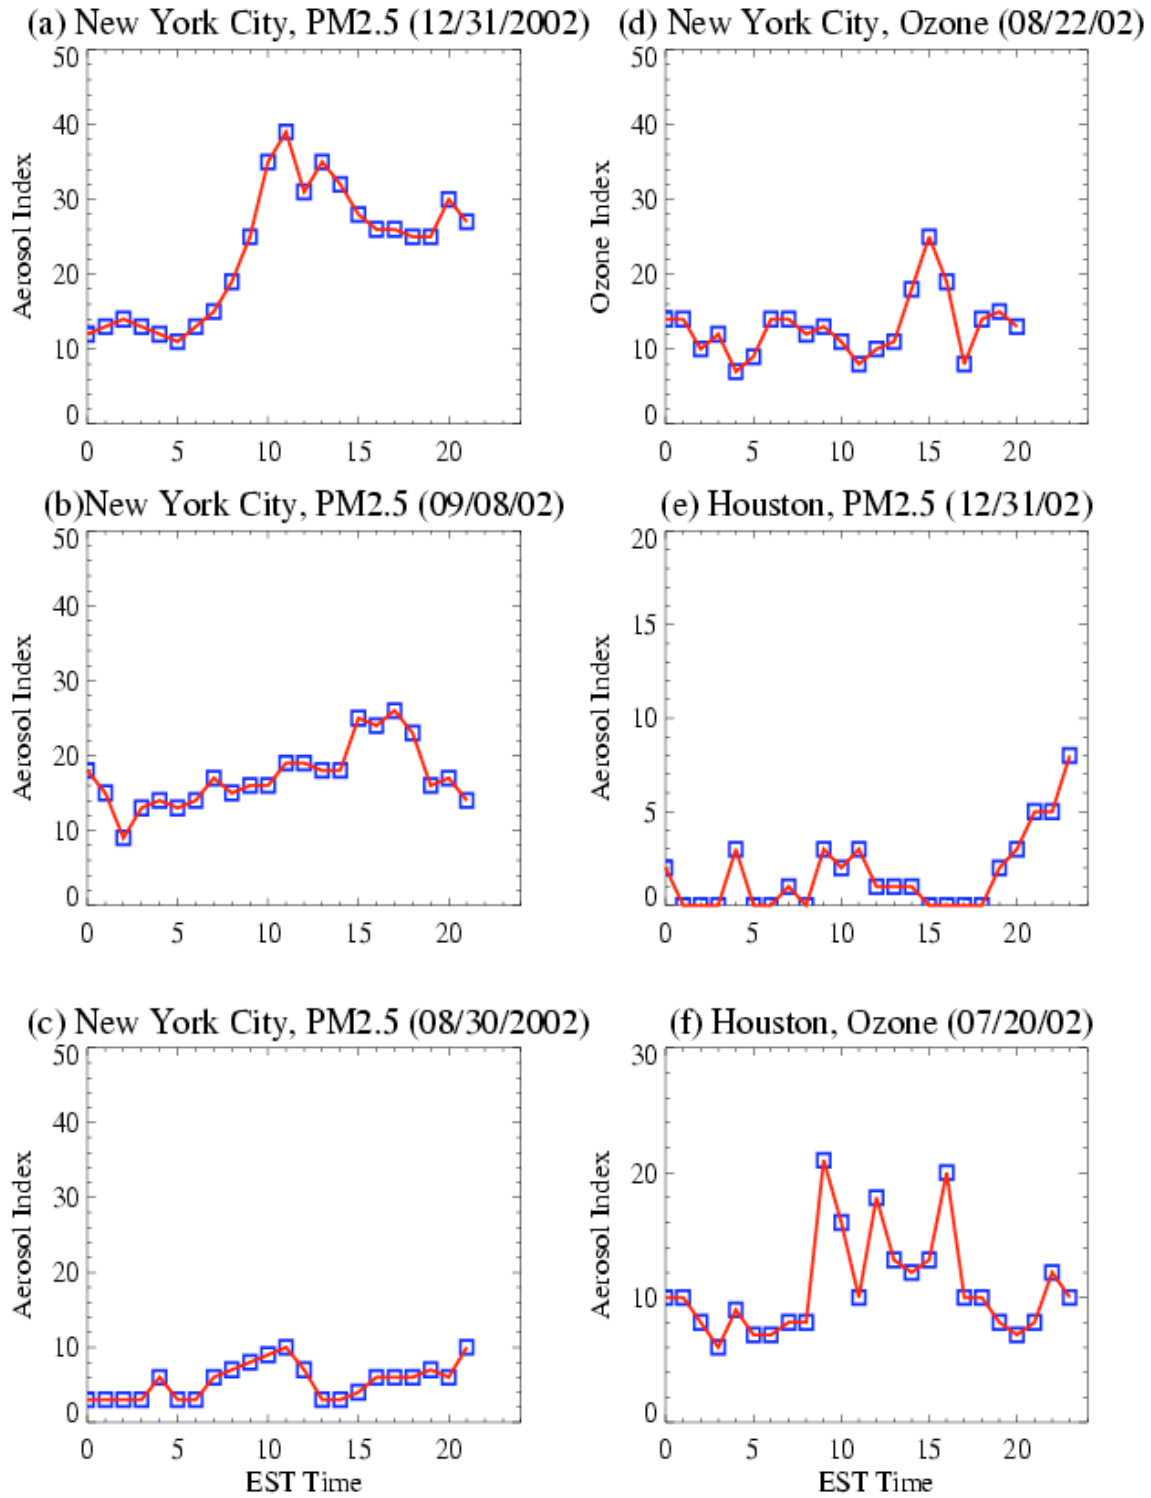 (a) New York City, PM2.5 (12/31/2002)
50
40
30
20
10
0
Aerosol Index
0 5 10 15 20
(b)New York City, PM2.5 (09/08/02)
50
40
30
20
10
0
Aerosol Index
0 5 10 15 20
(c) New York City, PM2.5 (08/30/2002)
50
40
30
20
10
0
Aerosol Index
0 5 10 15 20
EST Time
(d) New York City, Ozone (08/22/02)
50
40
30
20
10
0
Ozone Index
0 5 10 15 20
(e) Houston, PM2.5 (12/31/02)
20
15
10
5
0
Aerosol Index
0 5 10 15 20
(f) Houston, Ozone (07/20/02)
30
20
10
0
Aerosol Index
0 5 10 15 20
EST Time